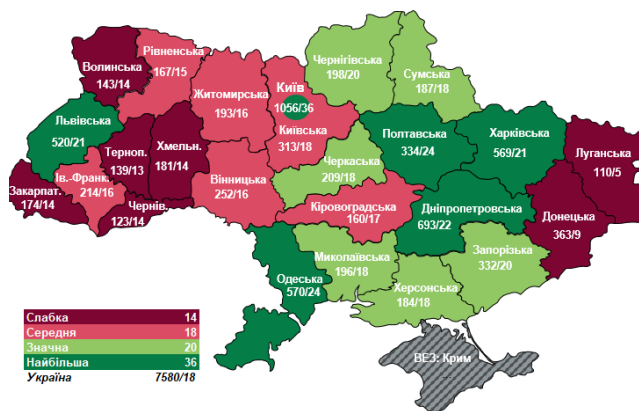 Волинська
143/14
Рівненська
167/15
Житомирська
193/16
Київ
1056/36
Київська
313/18
Чернігівська
198/20
Сумська
187/18
Львівська
520/21
Терноп.
139/13
Хмельн.
181/14
Вінницька
252/16
Черкаська
209/18
Полтавська
334/24
Харківська
569/21
Луганська
110/5
Закарпат.
174/14
Ів.-Франк.
214/16
Чернів.
123/14
Кіровоградська
160/17
Дніпропетровська
693/22
Донецька
363/9
Одеська
570/24
Миколаївська
196/18
Херсонська
184/18
Запорізька
332/20
ВЕЗ: Крим
Слабка 14
Середня 18
Значна 20
Найбільша 36
Україна 7580/18